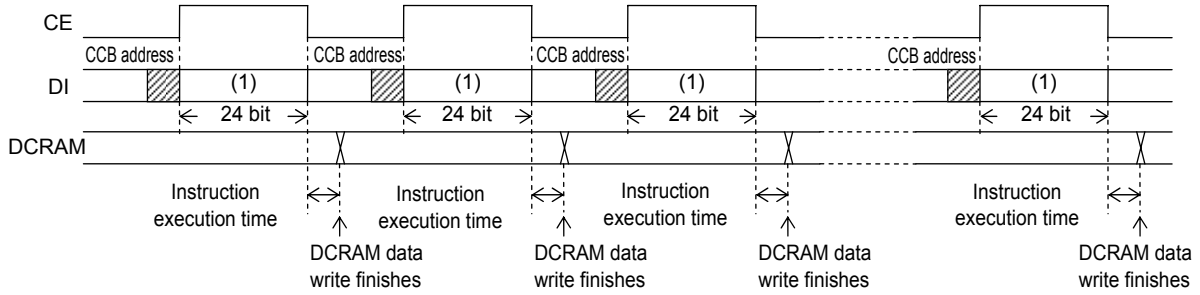 CE
CCB address CCB address CCB address CCB address
DI (1) (1) (1) (1)
24 bit 24 bit 24 bit 24 bit
DCRAM
Instruction Instruction Instruction Instruction
execution time execution time execution time execution time
DCRAM data DCRAM data DCRAM data DCRAM data
write finishes write finishes write finishes write finishes